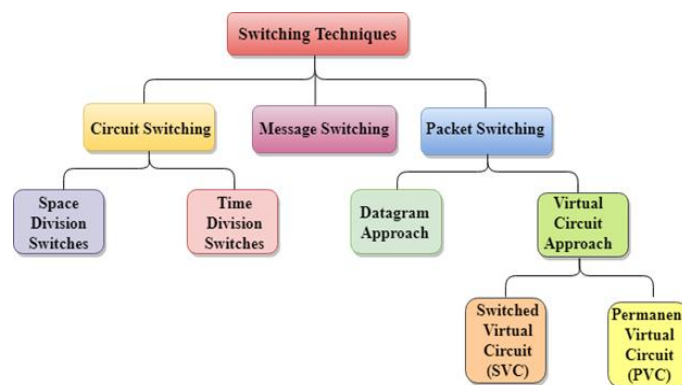 Switching Techniques
Circuit Switching
Message Switching
Packet Switching
Space
Division
Switches
Time
Division
Switches
Datagram
Approach
Virtual
Circuit
Approach
Switched
Virtual
Circuit
(SVC)
Permanent
Virtual
Circuit
(PVC)